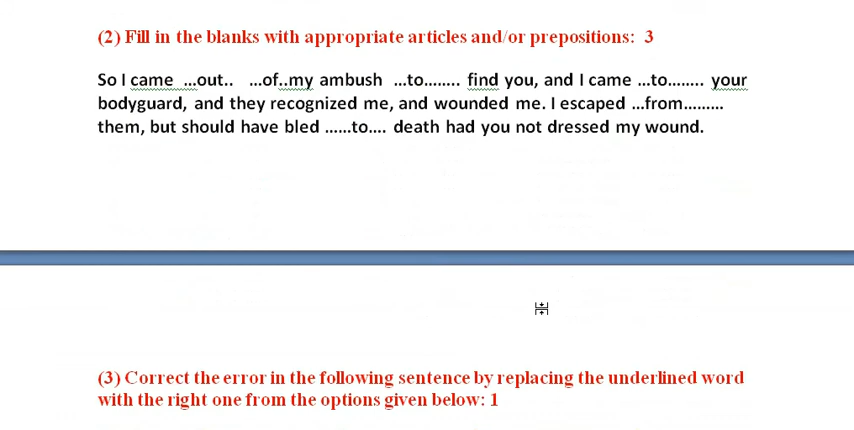 (2) Fill in the blanks with appropriate articles and/or prepositions: 3
So I came ...out.. ...of..my ambush ...to........ find you, and I came ...to........ your
bodyguard, and they recognized me, and wounded me. I escaped ...from.........
them, but should have bled ......to.... death had you not dressed my wound.
(3) Correct the error in the following sentence by replacing the underlined word
with the right one from the options given below: 1